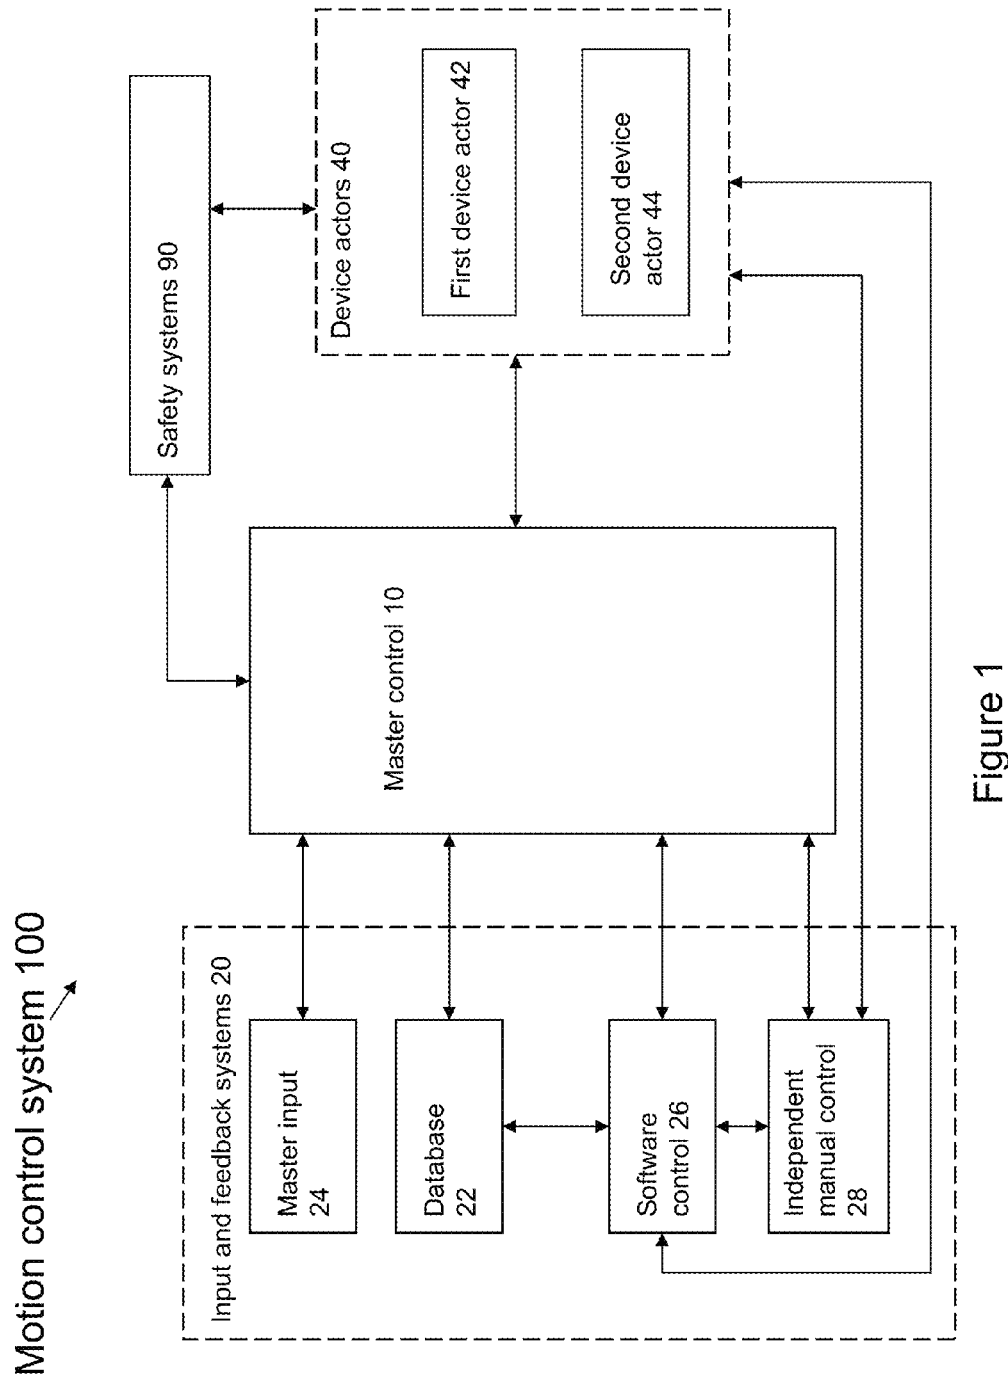 Motion control system 100
Input and feedback systems 20
Master input
24
Database
22
Software
control 26
Independent
manual control
28
Master control 10
Safety systems 90
Device actors 40
First device actor 42
Second device
actor 44
Figure 1